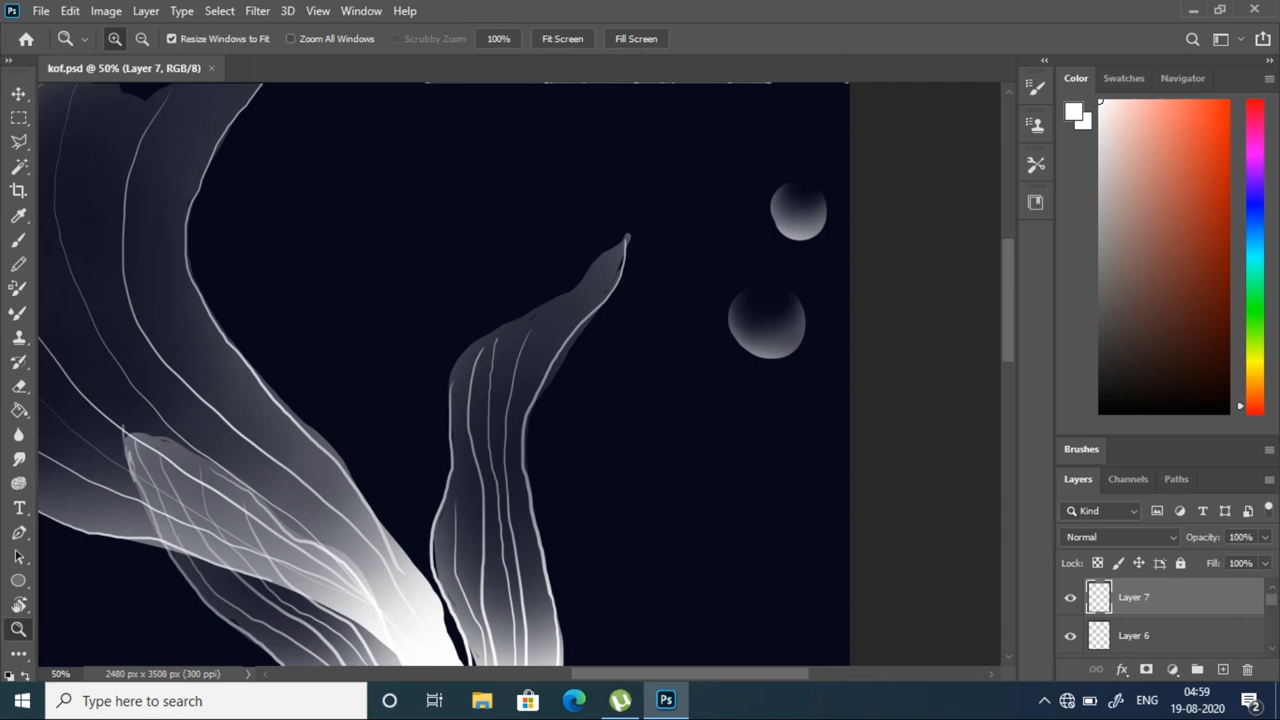 Ps File Edit Image Layer Type Select Filter 3D View Window Help
Resize Windows to Fit Zoom All Windows Scrubby Zoom 100% Fit Screen Fill Screen
kof.psd @ 50% (Layer 7, RGB/8)
Color Swatches Navigator
Brushes
Layers Channels Paths
Kind
Normal Opacity: 100%
Lock: Fill: 100%
Layer 7
Layer 6
50% 2480 px x 3508 px (300 ppi)
Type here to search
Ps
ENG
04:59
19-08-2020
2